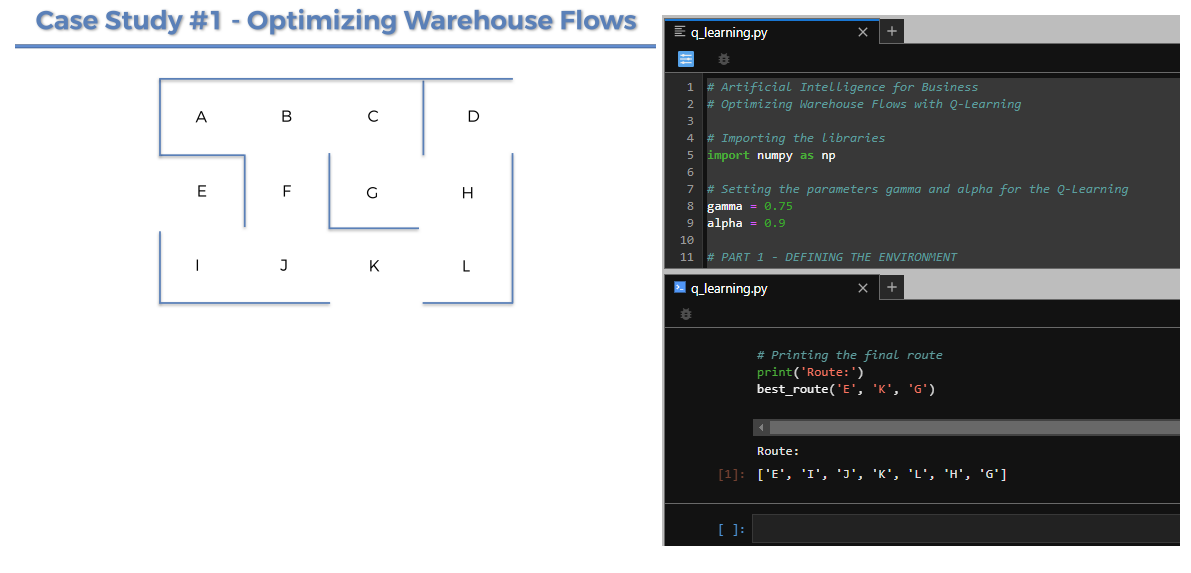 Case Study #1 - Optimizing Warehouse Flows
A B C D
E F G H
I J K L
q_learning.py × +
1 # Artificial Intelligence for Business
2 # Optimizing Warehouse Flows with Q-Learning
3
4 # Importing the libraries
5 import numpy as np
6
7 # Setting the parameters gamma and alpha for the Q-Learning
8 gamma = 0.75
9 alpha = 0.9
10
11 # PART 1 - DEFINING THE ENVIRONMENT
q_learning.py × +
# Printing the final route
print('Route:')
best_route('E', 'K', 'G')
Route:
[1]: ['E', 'I', 'J', 'K', 'L', 'H', 'G']
[ ]: